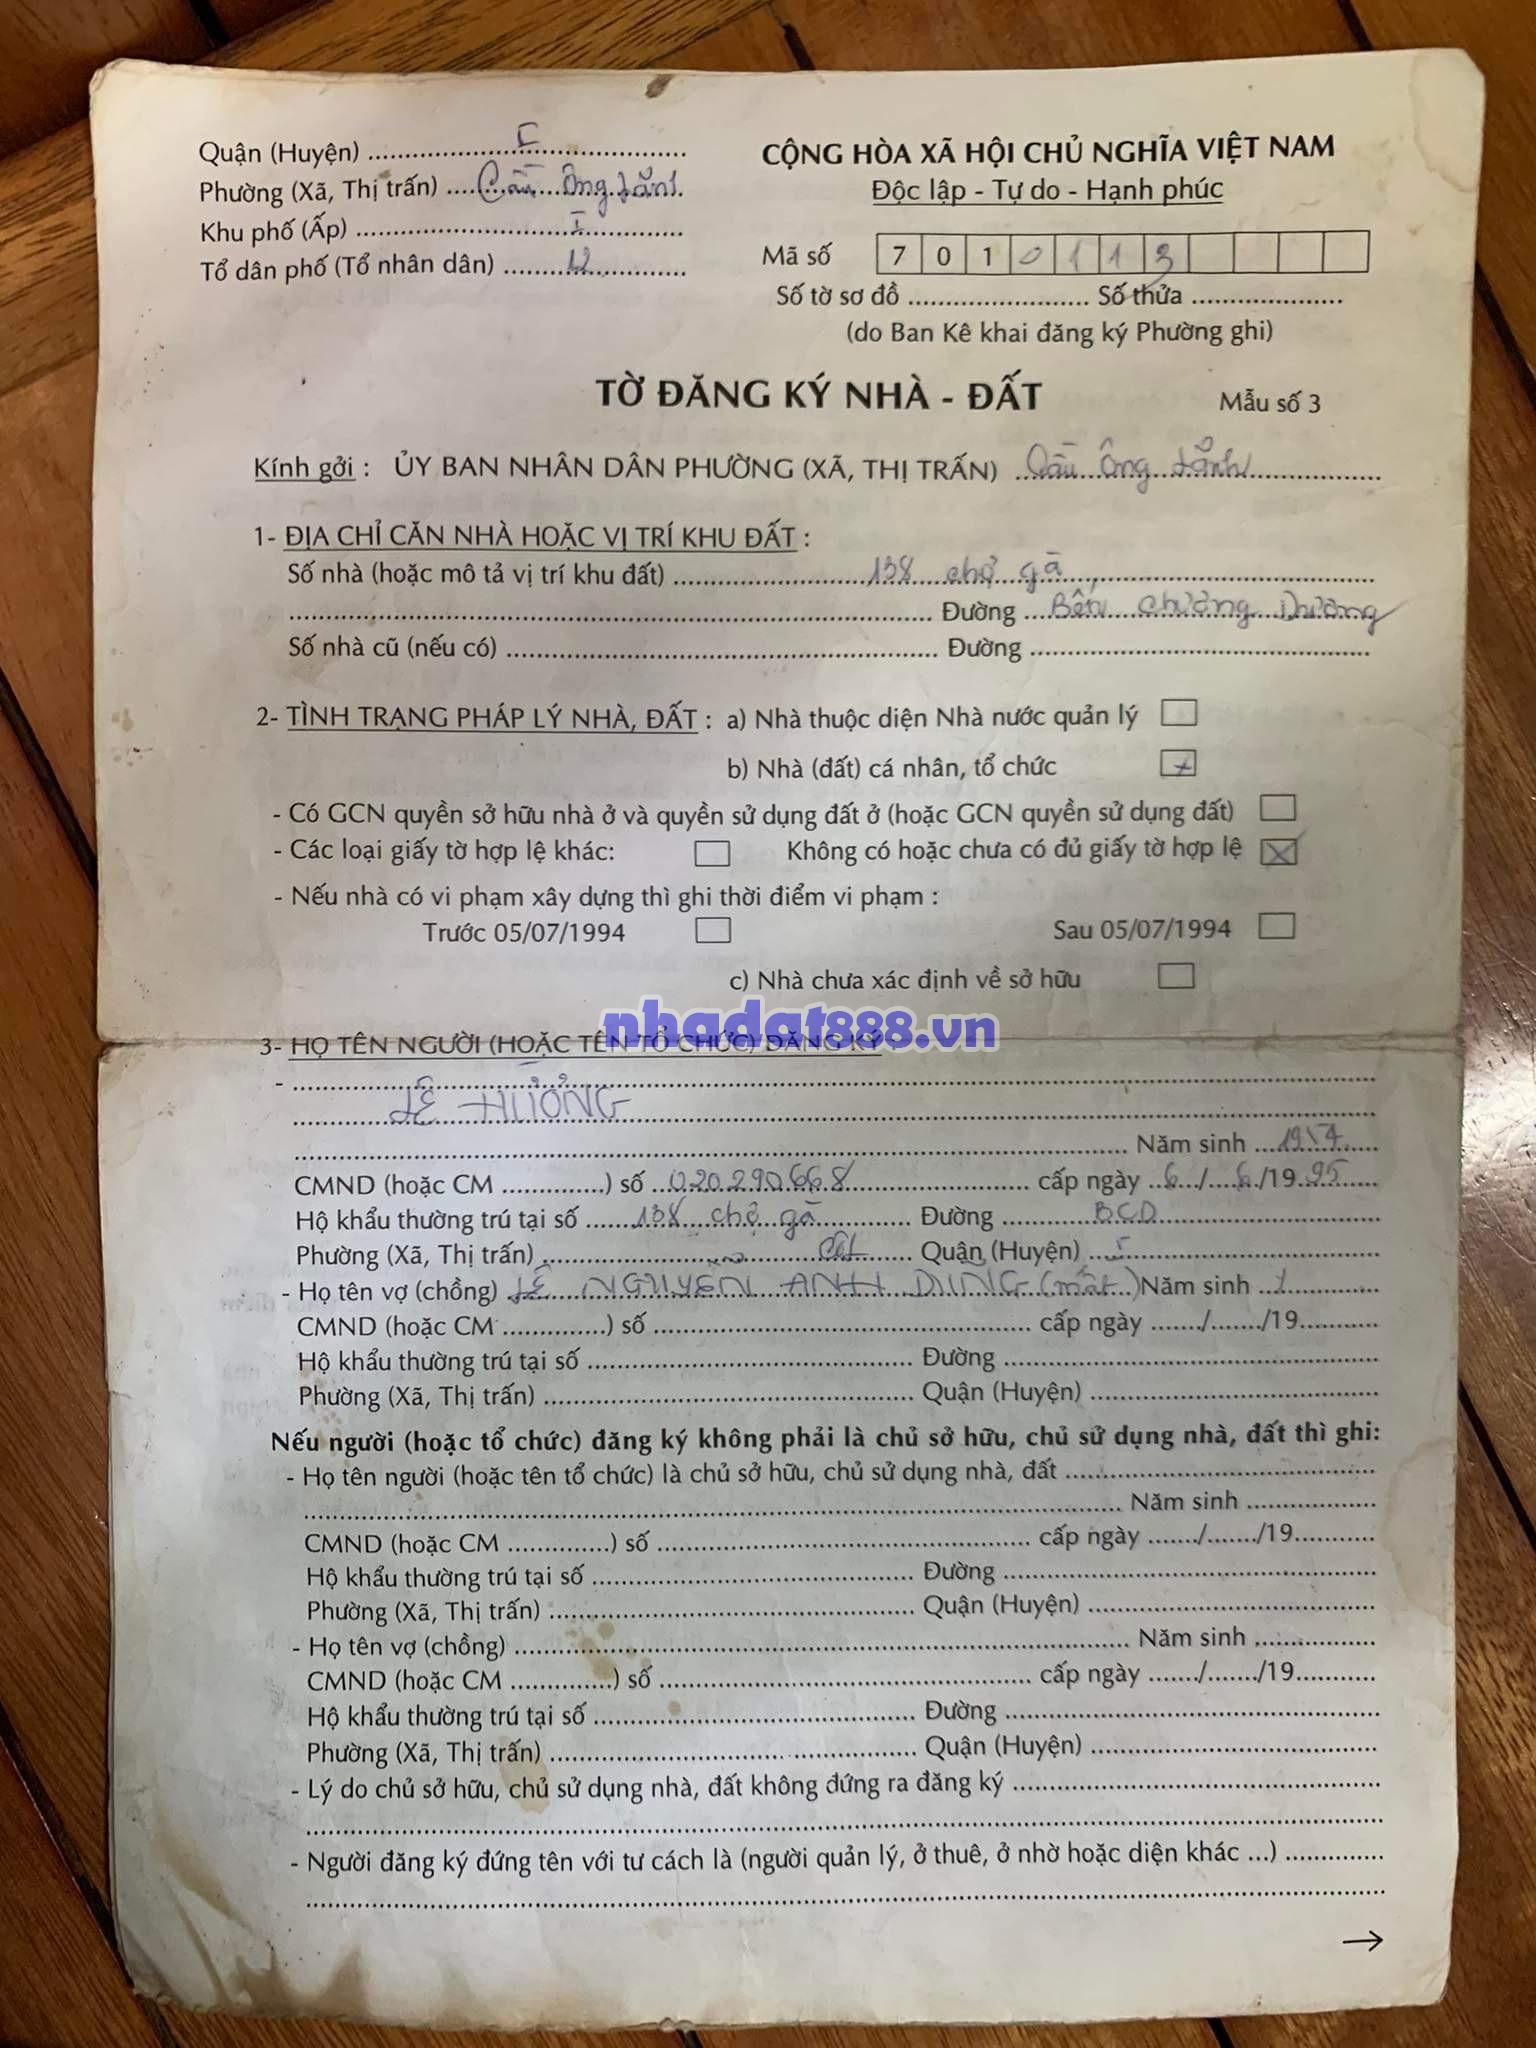 Quận (Huyện) .......... I ..........
Phường (Xã, Thị trấn) .... Cầu Ông Lãnh
Khu phố (Ấp) .......... I ..........
Tổ dân phố (Tổ nhân dân) .......... 12 ..........
CỘNG HÒA XÃ HỘI CHỦ NGHĨA VIỆT NAM
Độc lập - Tự do - Hạnh phúc
Mã số 7 0 1 0 1 1 3
Số tờ sơ đồ .......... Số thửa ..........
(do Ban Kê khai đăng ký Phường ghi)
TỜ ĐĂNG KÝ NHÀ - ĐẤT
Mẫu số 3
Kính gởi : ỦY BAN NHÂN DÂN PHƯỜNG (XÃ, THỊ TRẤN) .... Cầu Ông Lãnh ....
1- ĐỊA CHỈ CĂN NHÀ HOẶC VỊ TRÍ KHU ĐẤT :
Số nhà (hoặc mô tả vị trí khu đất) .......... 138 chợ gà ..........
.......... Đường .... Bến Chương Dương
Số nhà cũ (nếu có) .......... Đường ..........
2- TÌNH TRẠNG PHÁP LÝ NHÀ, ĐẤT : a) Nhà thuộc diện Nhà nước quản lý
b) Nhà (đất) cá nhân, tổ chức x
- Có GCN quyền sở hữu nhà ở và quyền sử dụng đất ở (hoặc GCN quyền sử dụng đất)
- Các loại giấy tờ hợp lệ khác: Không có hoặc chưa có đủ giấy tờ hợp lệ x
- Nếu nhà có vi phạm xây dựng thì ghi thời điểm vi phạm :
Trước 05/07/1994 Sau 05/07/1994
c) Nhà chưa xác định về sở hữu
nhadat888.vn
3- HỌ TÊN NGƯỜI (HOẶC TÊN TỔ CHỨC) ĐĂNG KÝ
- ..........
LÊ
.......... Năm sinh ....
CMND (hoặc CM ..........) số .... 020290668 .... cấp ngày .. 6 ../.. 6 ../19 95 ....
Hộ khẩu thường trú tại số .... 138 chợ gà .... Đường .... BCD ....
Phường (Xã, Thị trấn) .......... COL .... Quận (Huyện) ....
- Họ tên vợ (chồng) LÊ NGUYỄN ANH DŨNG (mất) Năm sinh ....
CMND (hoặc CM ..........) số .......... cấp ngày ......./......./19..........
Hộ khẩu thường trú tại số .......... Đường ..........
Phường (Xã, Thị trấn) .......... Quận (Huyện) ..........
Nếu người (hoặc tổ chức) đăng ký không phải là chủ sở hữu, chủ sử dụng nhà, đất thì ghi:
- Họ tên người (hoặc tên tổ chức) là chủ sở hữu, chủ sử dụng nhà, đất ..........
.......... Năm sinh ..........
CMND (hoặc CM ..........) số .......... cấp ngày ......./......./19..........
Hộ khẩu thường trú tại số .......... Đường ..........
Phường (Xã, Thị trấn) .......... Quận (Huyện) ..........
- Họ tên vợ (chồng) .......... Năm sinh ..........
CMND (hoặc CM ..........) số .......... cấp ngày ......./......./19..........
Hộ khẩu thường trú tại số .......... Đường ..........
Phường (Xã, Thị trấn) .......... Quận (Huyện) ..........
- Lý do chủ sở hữu, chủ sử dụng nhà, đất không đứng ra đăng ký ..........
..........
- Người đăng ký đứng tên với tư cách là (người quản lý, ở thuê, ở nhờ hoặc diện khác ...) ..........
..........
→